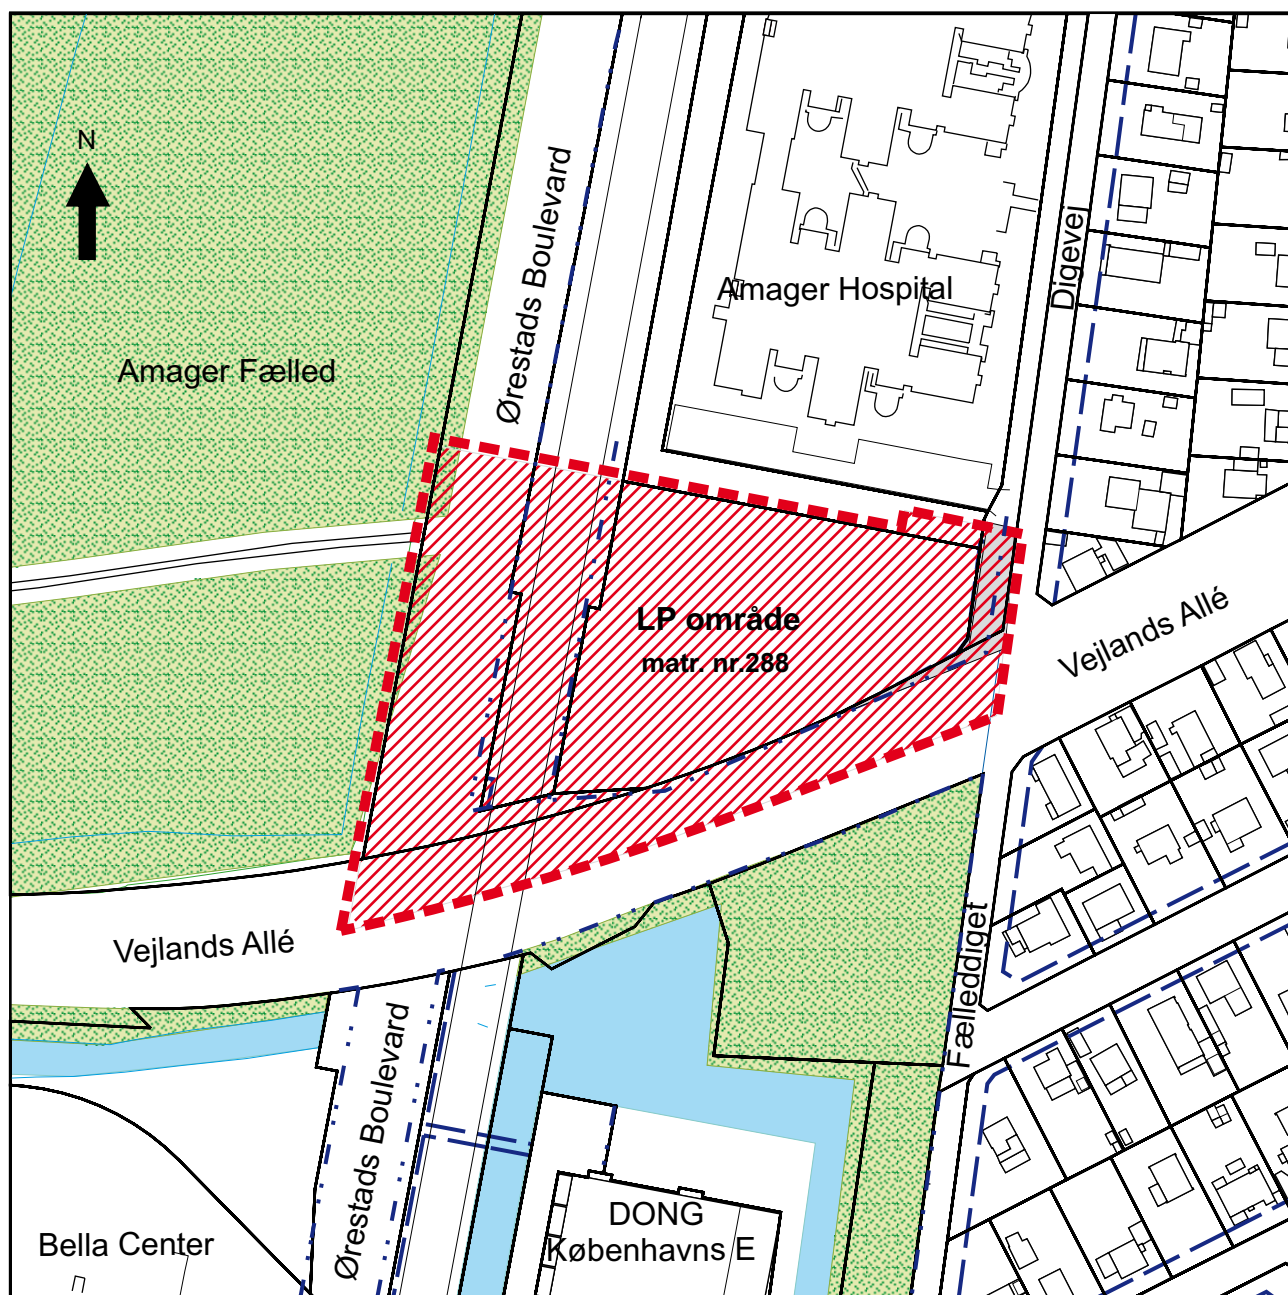 N
Ørestads Boulevard
Digevej
Amager Hospital
Amager Fælled
LP område
matr. nr.288
Vejlands Allé
Vejlands Allé
Fælleddiget
Ørestads Boulevard
DONG
Københavns E
Bella Center